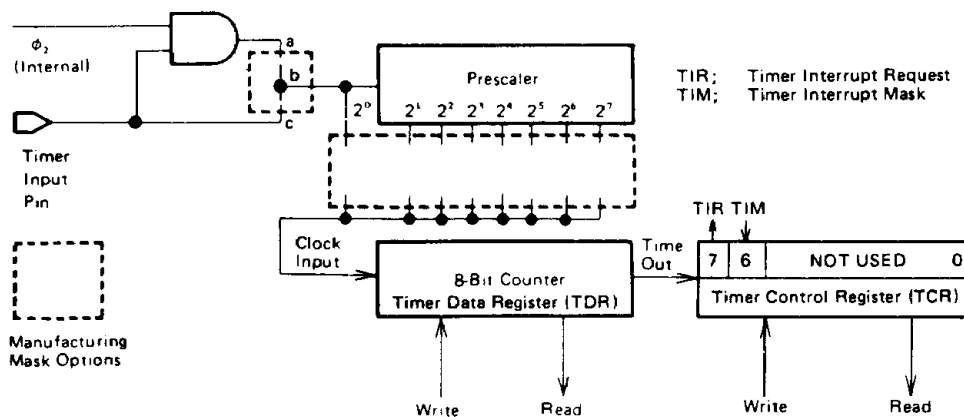 φ₂
(Internal)
a
b
c
Timer
Input
Pin
Manufacturing
Mask Options
Prescaler
2⁰ 2¹ 2² 2³ 2⁴ 2⁵ 2⁶ 2⁷
TIR; Timer Interrupt Request
TIM; Timer Interrupt Mask
Clock
Input
8-Bit Counter
Timer Data Register (TDR)
Write Read
Time
Out
TIR TIM
7 6 NOT USED 0
Timer Control Register (TCR)
Write Read